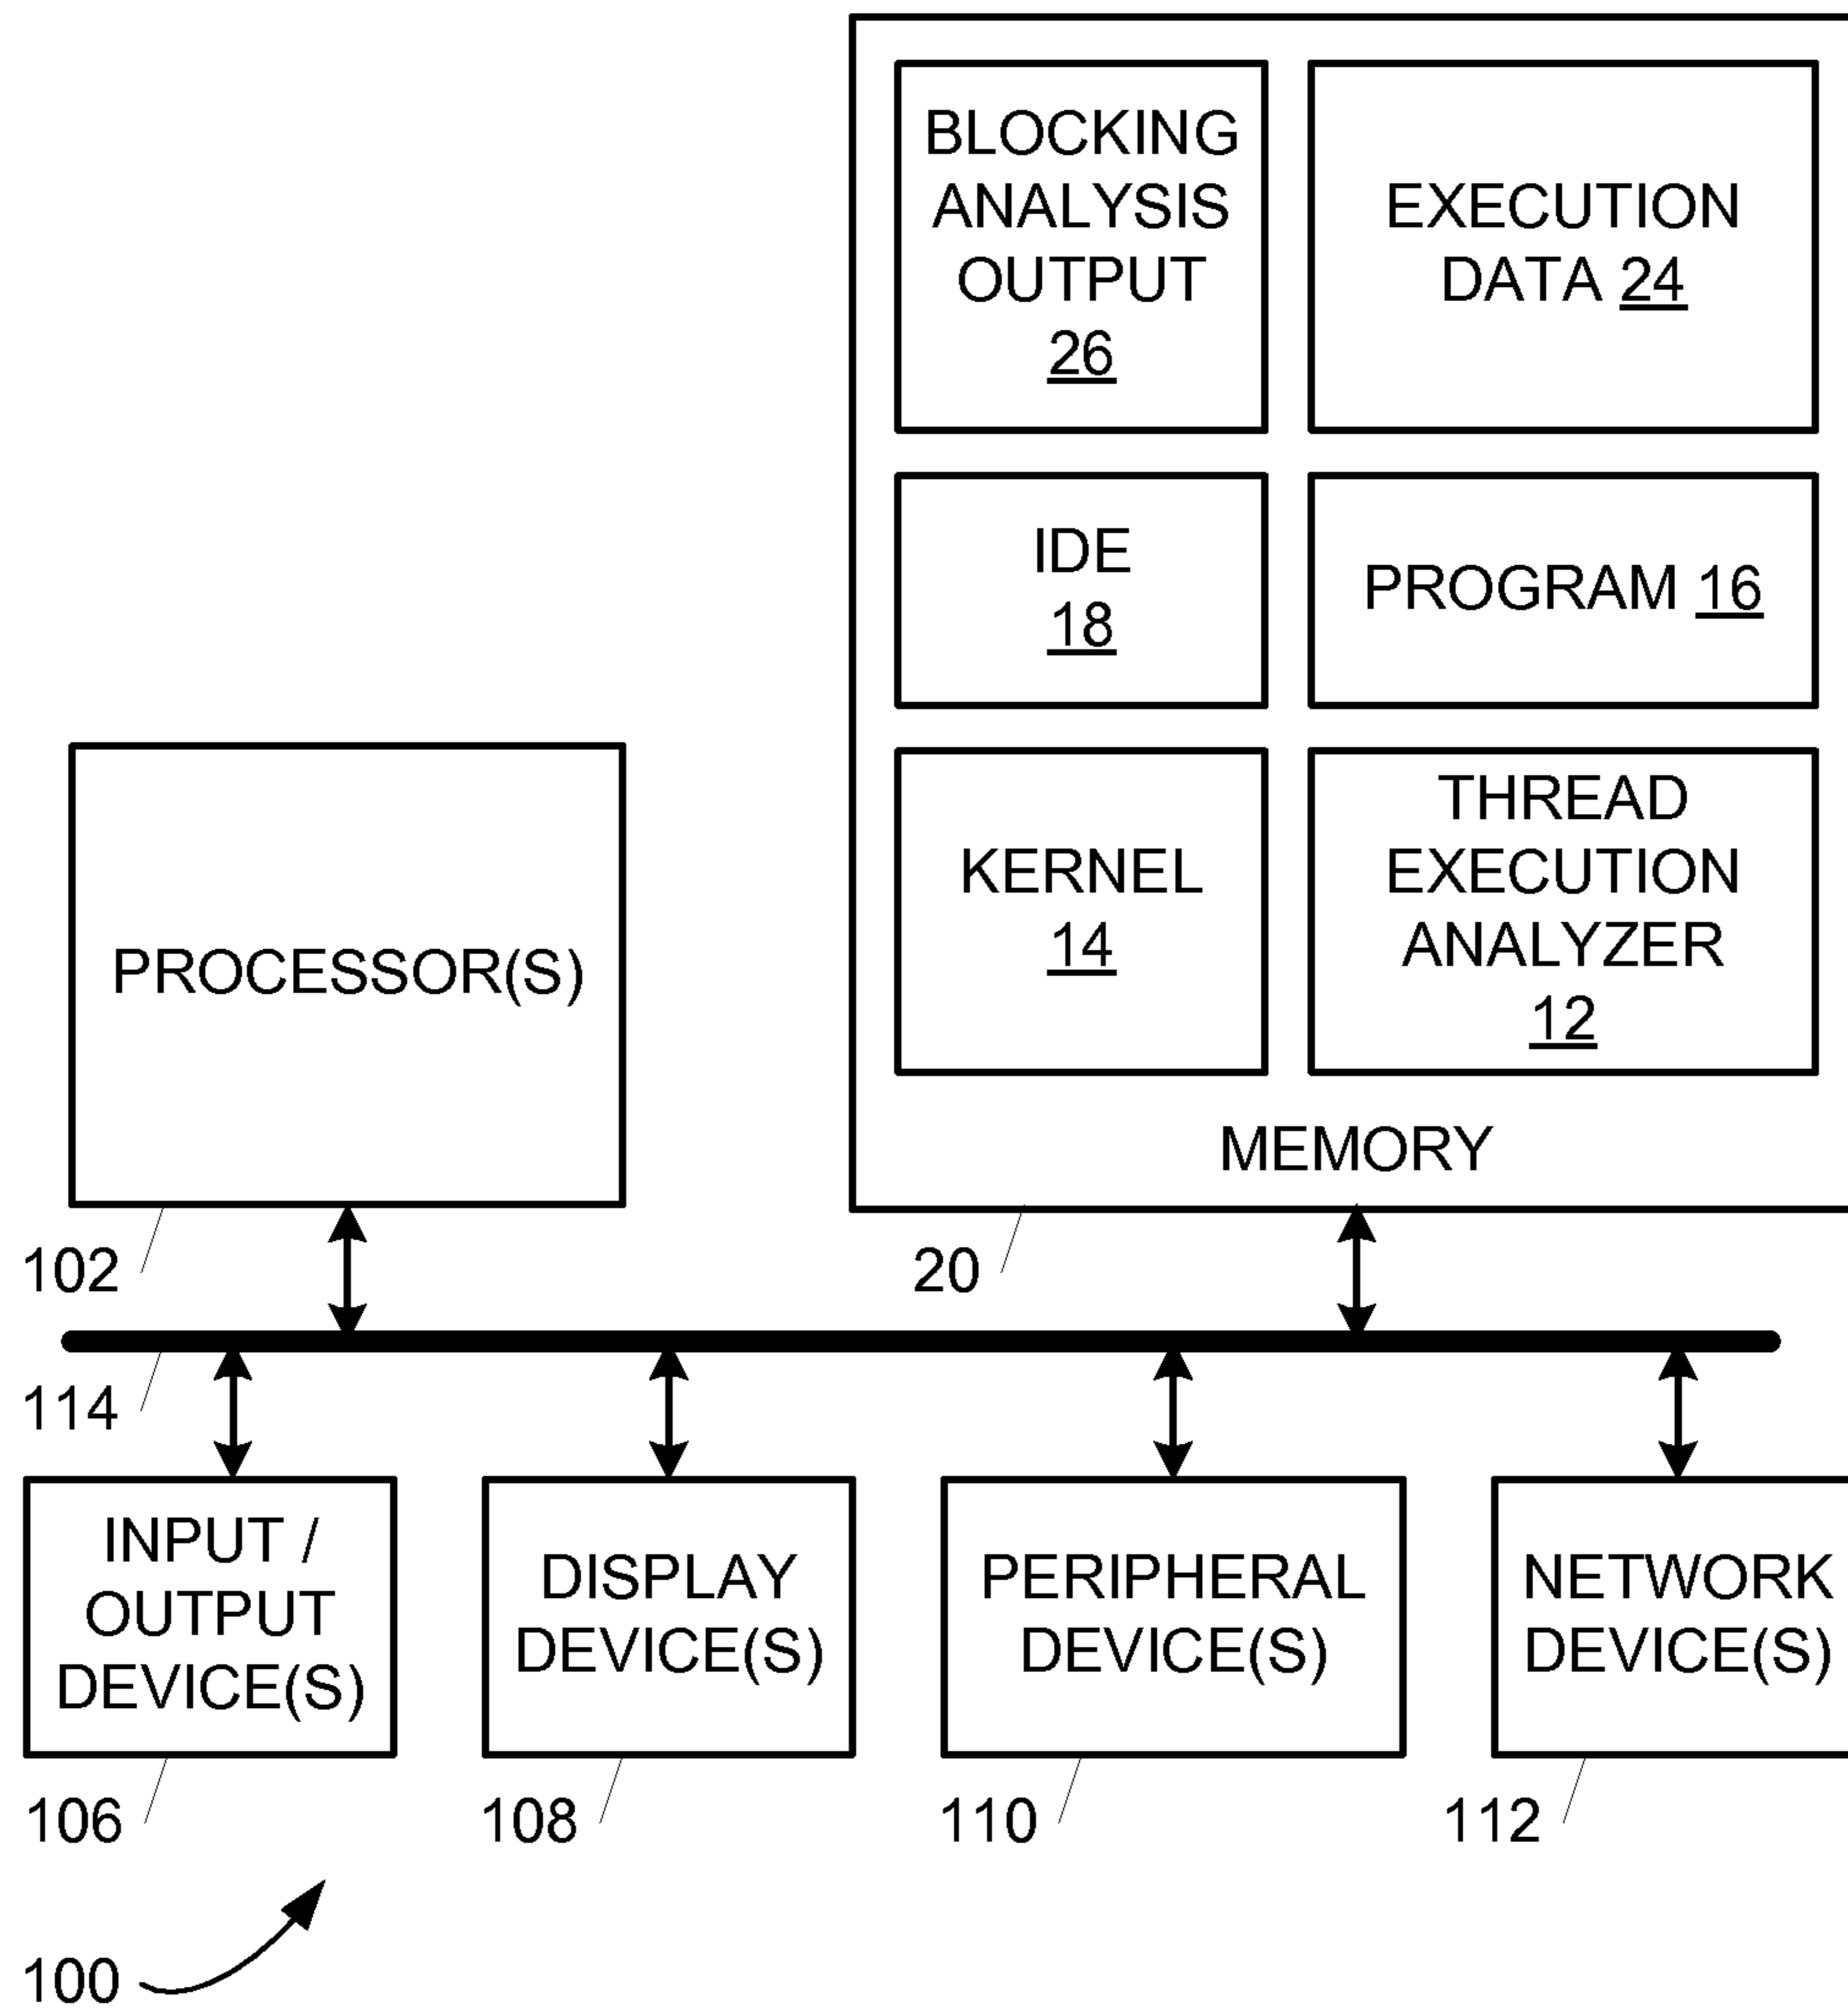 BLOCKING
ANALYSIS
OUTPUT
26
EXECUTION
DATA 24
IDE
18
PROGRAM 16
KERNEL
14
THREAD
EXECUTION
ANALYZER
12
MEMORY
PROCESSOR(S)
102
20
114
INPUT /
OUTPUT
DEVICE(S)
DISPLAY
DEVICE(S)
PERIPHERAL
DEVICE(S)
NETWORK
DEVICE(S)
106
108
110
112
100